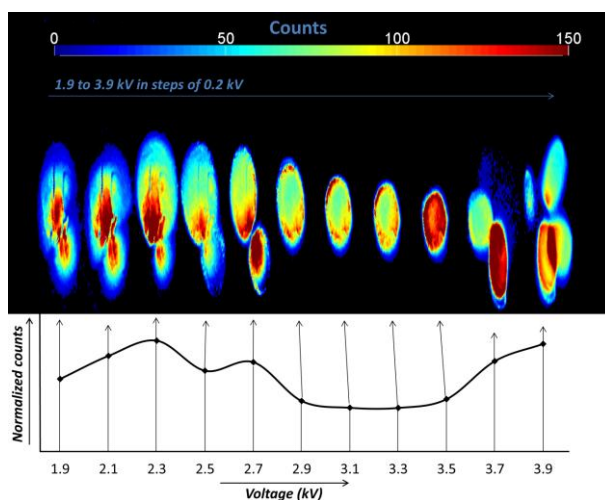 Counts
0 50 100 150
1.9 to 3.9 kV in steps of 0.2 kV
Normalized counts
1.9 2.1 2.3 2.5 2.7 2.9 3.1 3.3 3.5 3.7 3.9
Voltage (kV)